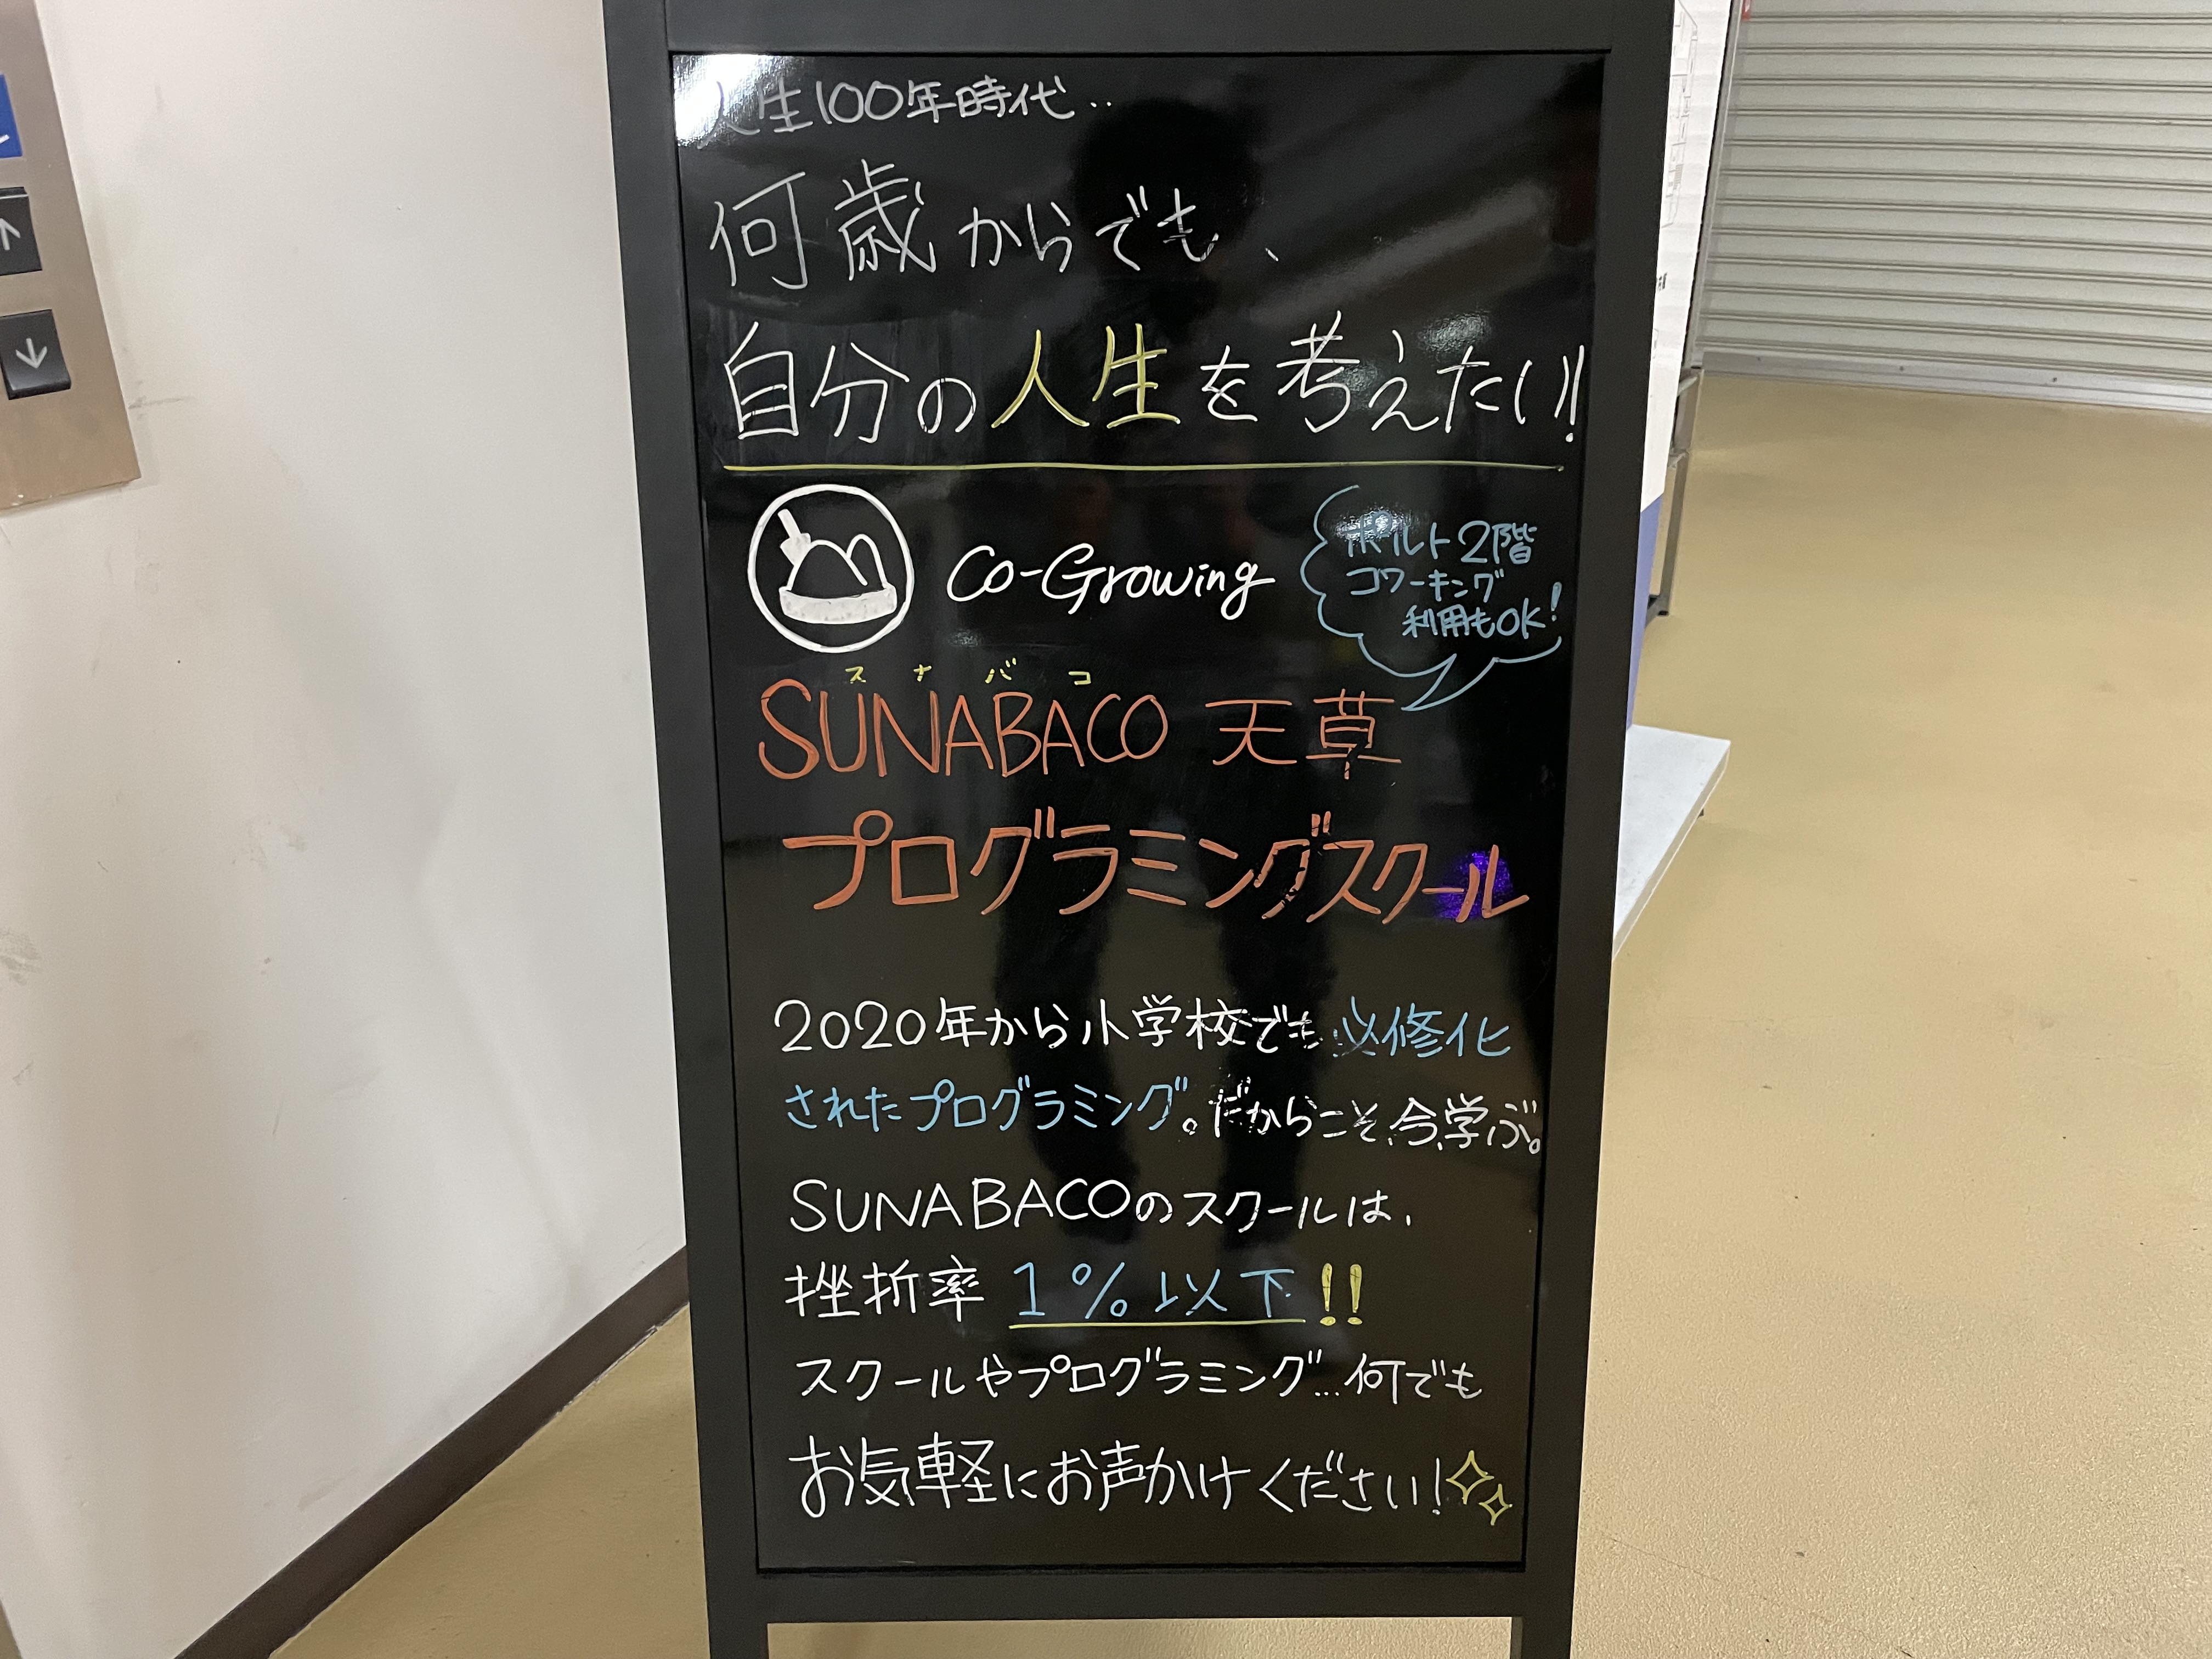 人生100年時代..
何歳からでも、
自分の人生を考えたい!
Co-Growing
ポルト2階
コワーキング
利用もOK!
スナバコ
SUNABACO 天草
プログラミングスクール
2020年から小学校でも必修化
されたプログラミング。だからこそ、今、学ぶ。
SUNABACOのスクールは、
挫折率 1%以下!!
スクールやプログラミング...何でも
お気軽にお声かけください!